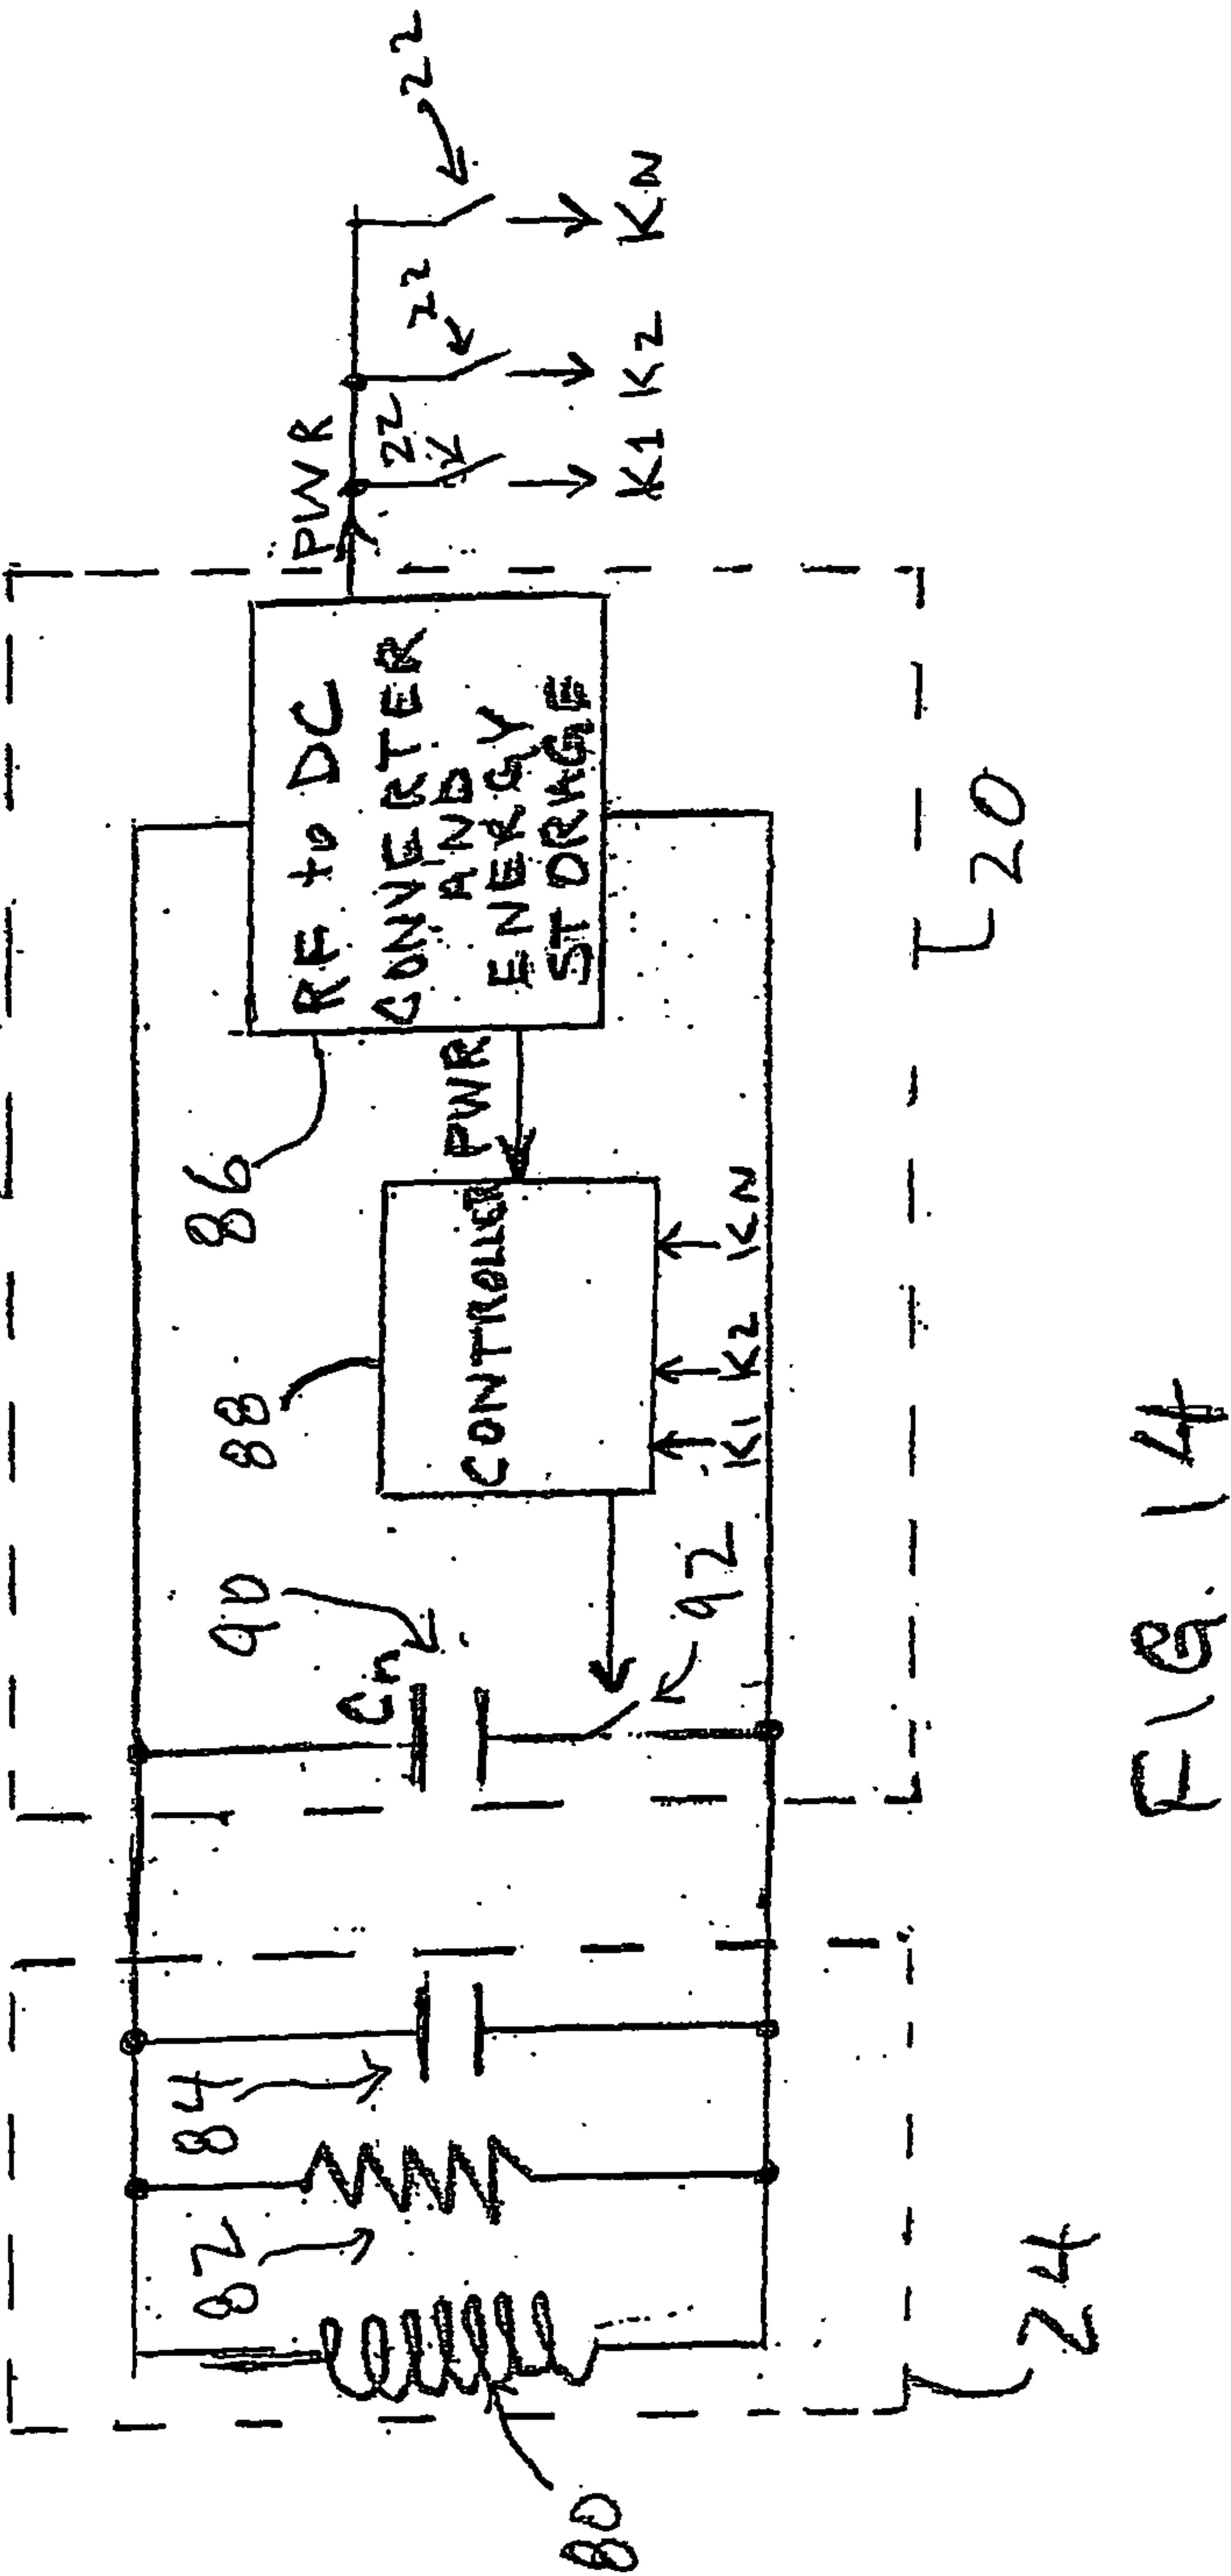 PWR
22
22
22
K1 K2 KN
86
RF to DC
CONVERTER
AND
ENERGY
STORAGE
88
CONTROLLER
PWR
K1 K2 KN
90
Cn
92
84
82
80
24
20
FIG. 14